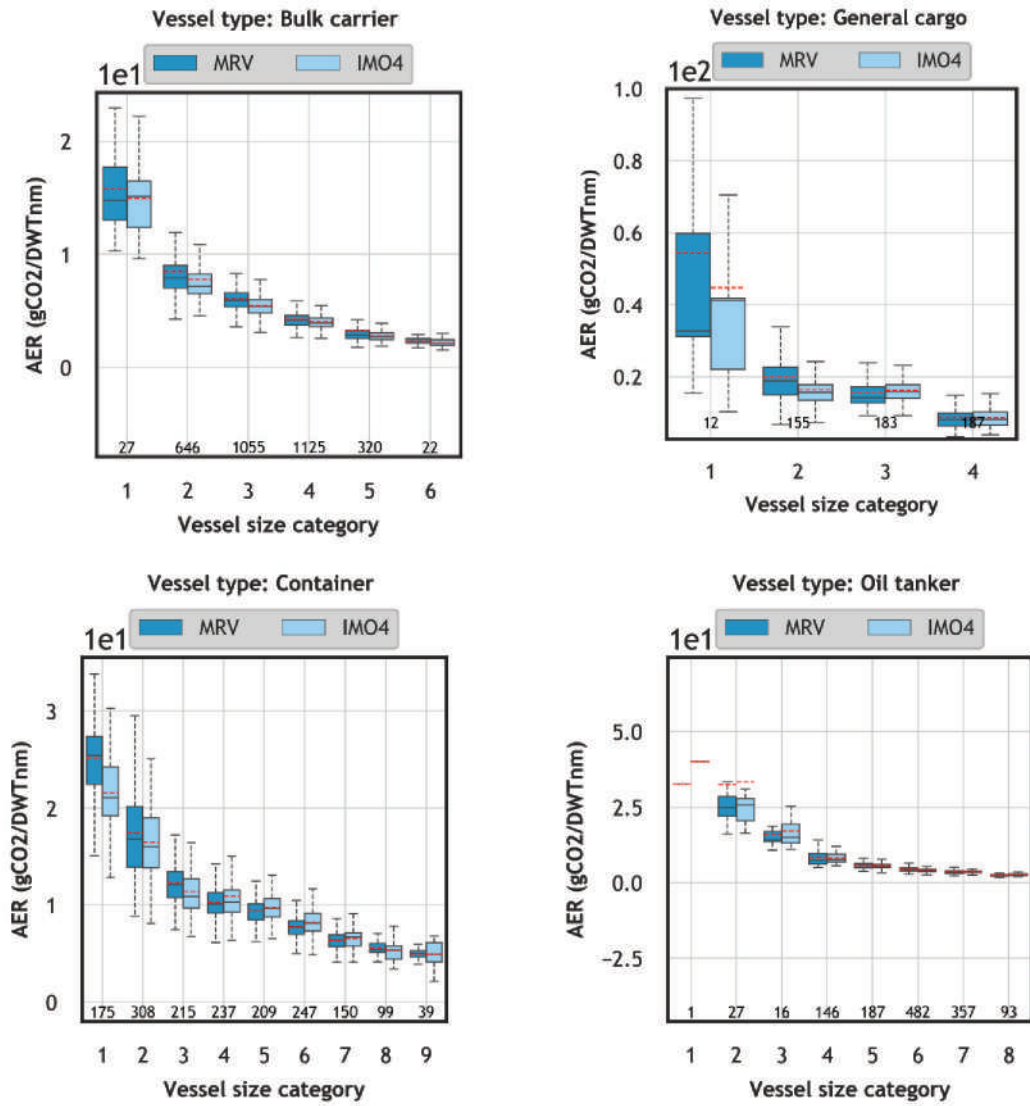 Vessel type: Bulk carrier
MRV IMO4
1e1
AER (gCO2/DWTnm)
2
1
0
27 646 1055 1125 320 22
1 2 3 4 5 6
Vessel size category
Vessel type: General cargo
MRV IMO4
1e2
AER (gCO2/DWTnm)
1.0
0.8
0.6
0.4
0.2
12 155 183 187
1 2 3 4
Vessel size category
Vessel type: Container
MRV IMO4
1e1
AER (gCO2/DWTnm)
3
2
1
0
175 308 215 237 209 247 150 99 39
1 2 3 4 5 6 7 8 9
Vessel size category
Vessel type: Oil tanker
MRV IMO4
1e1
AER (gCO2/DWTnm)
5.0
2.5
0.0
−2.5
1 27 16 146 187 482 357 93
1 2 3 4 5 6 7 8
Vessel size category